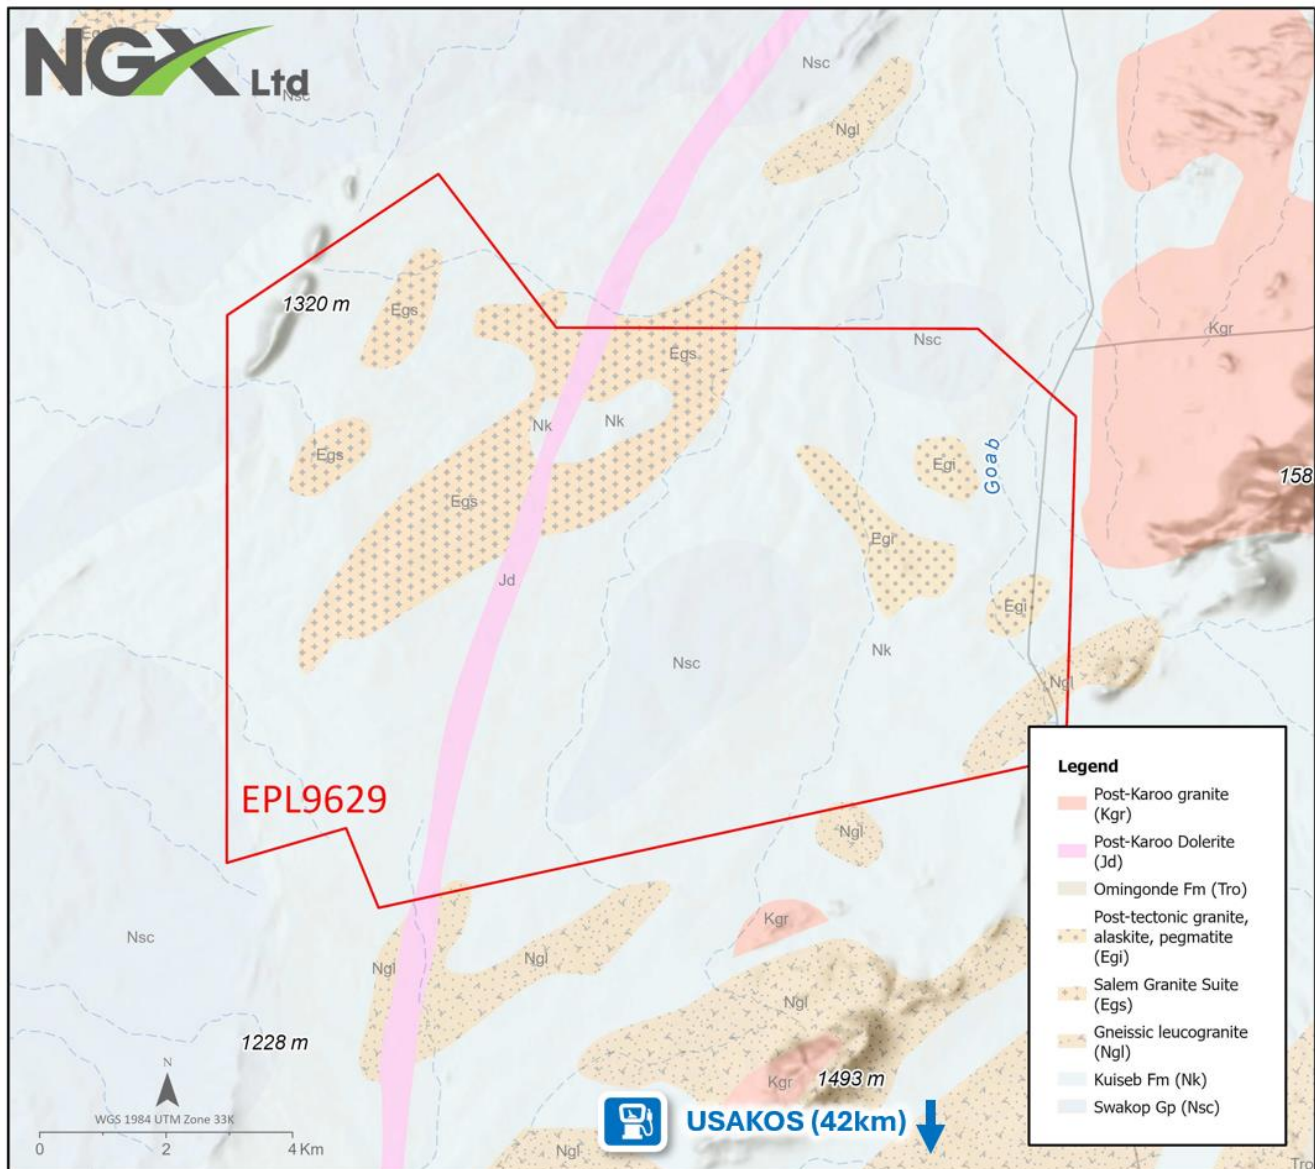 NGX Ltd
Nsc
Nsc
Ngl
1320 m
Egs
Nsc
Kgr
Egs
Nk
Nk
Egs
Egs
Egi
Goab
158
Egi
Jd
Egi
Nsc
Nk
Ngl
EPL9629
Ngl
Kgr
Nsc
Ngl
Ngl
Ngl
1228 m
Kgr
1493 m
N
WGS 1984 UTM Zone 33K
0 2 4 Km
USAKOS (42km)
Ngl
Legend
Post-Karoo granite
(Kgr)
Post-Karoo Dolerite
(Jd)
Omingonde Fm (Tro)
Post-tectonic granite,
alaskite, pegmatite
(Egi)
Salem Granite Suite
(Egs)
Gneissic leucogranite
(Ngl)
Kuiseb Fm (Nk)
Swakop Gp (Nsc)
Tro